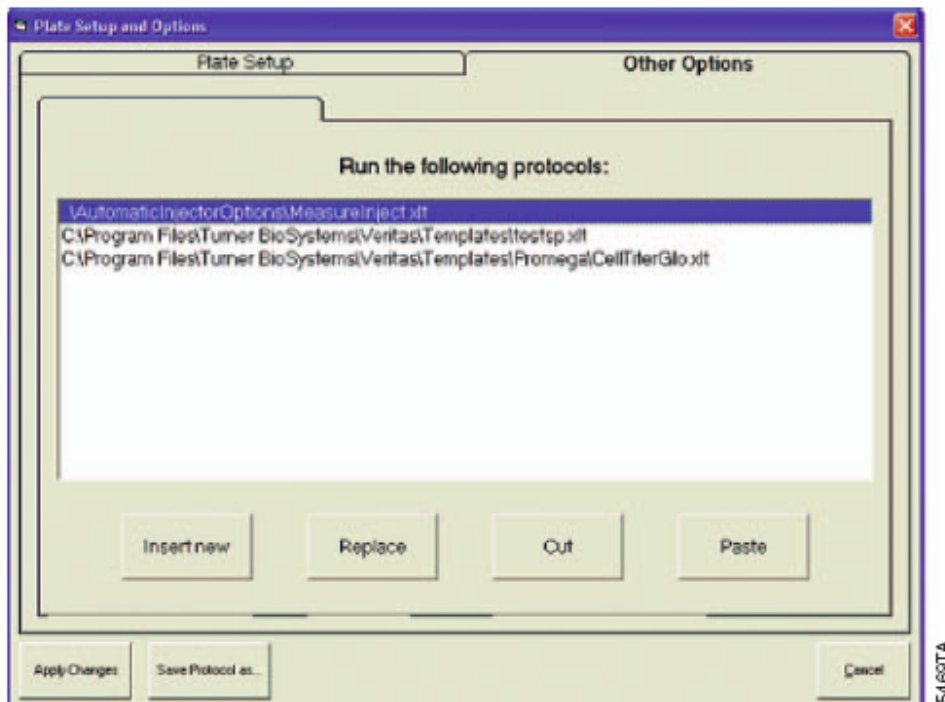 Plate Setup and Options
Plate Setup
Other Options
Run the following protocols:
.\AutomaticInjectorOptions\MeasureInject.xlt
C:\Program Files\Turner BioSystems\Veritas\Templates\testsp.xlt
C:\Program Files\Turner BioSystems\Veritas\Templates\Promega\CellTiterGlo.xlt
Insert new
Replace
Cut
Paste
Apply Changes
Save Protocol as...
Cancel
5469TA